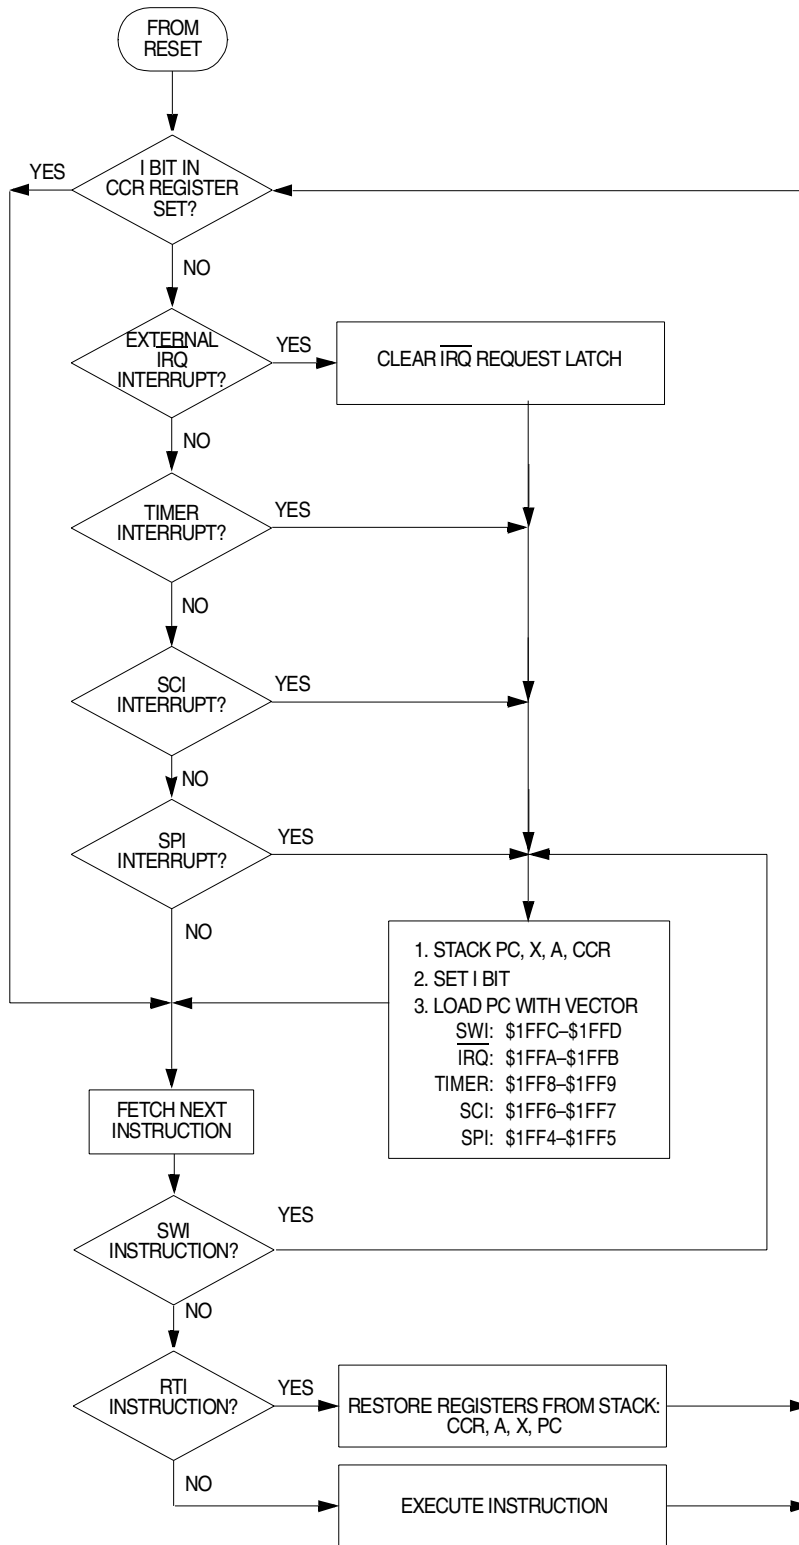 FROM
RESET
YES
I BIT IN
CCR REGISTER
SET?
NO
EXTERNAL
IRQ
INTERRUPT?
YES
CLEAR IRQ REQUEST LATCH
NO
TIMER
INTERRUPT?
YES
NO
SCI
INTERRUPT?
YES
NO
SPI
INTERRUPT?
YES
NO
1. STACK PC, X, A, CCR
2. SET I BIT
3. LOAD PC WITH VECTOR
SWI: $1FFC–$1FFD
IRQ: $1FFA–$1FFB
TIMER: $1FF8–$1FF9
SCI: $1FF6–$1FF7
SPI: $1FF4–$1FF5
FETCH NEXT
INSTRUCTION
SWI
INSTRUCTION?
YES
NO
RTI
INSTRUCTION?
YES
RESTORE REGISTERS FROM STACK:
CCR, A, X, PC
NO
EXECUTE INSTRUCTION